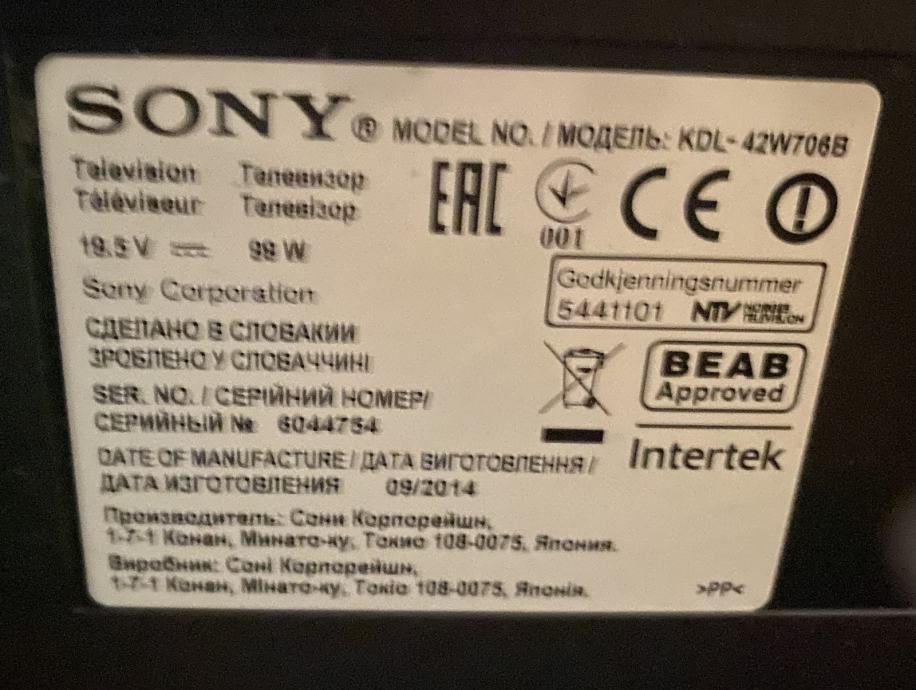 SONY® MODEL NO. / МОДЕЛЬ: KDL-42W706B
Television Телевизор
Téléviseur Телевізор
19.5 V 99 W
Sony Corporation
СДЕЛАНО В СЛОВАКИИ
ЗРОБЛЕНО У СЛОВАЧЧИНІ
SER. NO. / СЕРІЙНИЙ НОМЕР/
СЕРИЙНЫЙ № 6044754
DATE OF MANUFACTURE / ДАТА ВИГОТОВЛЕННЯ /
ДАТА ИЗГОТОВЛЕНИЯ 09/2014
Производитель: Сони Корпорейшн,
1-7-1 Конан, Минато-ку, Токио 108-0075, Япония.
Виробник: Соні Корпорейшн,
1-7-1 Конан, Мінато-ку, Токіо 108-0075, Японія.
EAC
001
CE
Godkjenningsnummer
5441101 NTV
BEAB
Approved
Intertek
>PP<